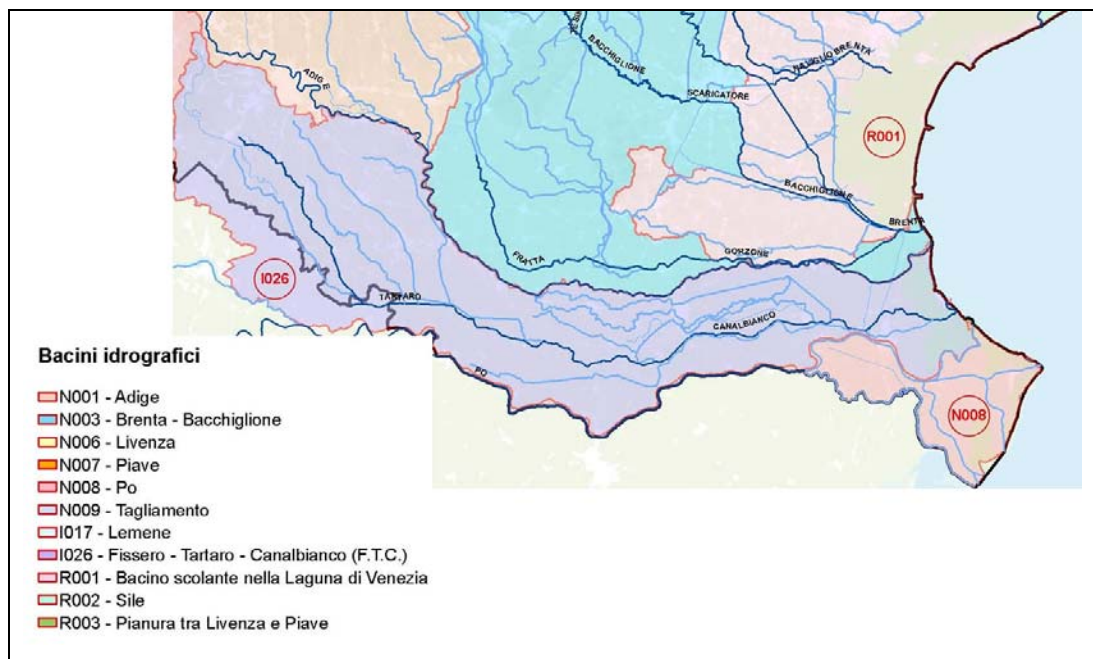 BACCHIGLIONE
NAVIGLIO BRENTA
ADIGE
SCARICATORE
R001
BACCHIGLIONE
BRENTA
GORZONE
FRATTA
I026
TARTARO
CANALBIANCO
PO
N008
Bacini idrografici
N001 - Adige
N003 - Brenta - Bacchiglione
N006 - Livenza
N007 - Piave
N008 - Po
N009 - Tagliamento
I017 - Lemene
I026 - Fissero - Tartaro - Canalbianco (F.T.C.)
R001 - Bacino scolante nella Laguna di Venezia
R002 - Sile
R003 - Pianura tra Livenza e Piave